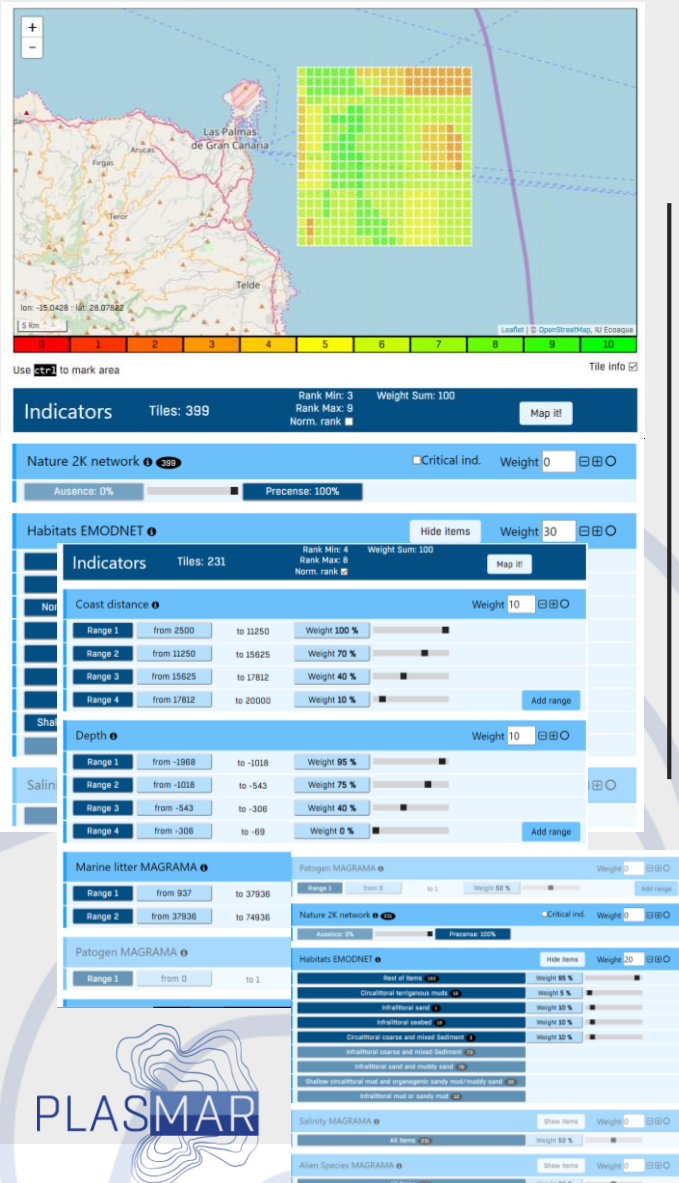 +
−
Las Palmas
de Gran Canaria
Arucas
Firgas
Teror
Telde
lon: -15.0428 : lat: 28.07822
5 Km
Leaflet | © OpenStreetMap, IU Ecoaqua
0 1 2 3 4 5 6 7 8 9 10
Use ctrl to mark area
Tile info
Indicators Tiles: 399 Rank Min: 3 Weight Sum: 100
Rank Max: 9
Norm. rank
Map it!
Nature 2K network 399 Critical ind. Weight 0
Ausence: 0% Precense: 100%
Habitats EMODNET Hide items Weight 30
Nor
Shal
Salin
Indicators Tiles: 231 Rank Min: 4 Weight Sum: 100
Rank Max: 8
Norm. rank
Map it!
Coast distance Weight 10
Range 1 from 2500 to 11250 Weight 100 %
Range 2 from 11250 to 15625 Weight 70 %
Range 3 from 15625 to 17812 Weight 40 %
Range 4 from 17812 to 20000 Weight 10 % Add range
Depth Weight 10
Range 1 from -1968 to -1018 Weight 95 %
Range 2 from -1018 to -543 Weight 75 %
Range 3 from -543 to -306 Weight 40 %
Range 4 from -306 to -69 Weight 0 % Add range
Marine litter MAGRAMA
Range 1 from 937 to 37936
Range 2 from 37936 to 74936
Patogen MAGRAMA
Range 1 from 0 to 1
Patogen MAGRAMA Weight 0
Range 1 from 0 to 1 Weight 50 % Add range
Nature 2K network 231 Critical ind. Weight 0
Ausence: 0% Precense: 100%
Habitats EMODNET Hide items Weight 20
Rest of items Weight 95 %
Circalittoral terrigenous muds Weight 5 %
Infralittoral sand Weight 10 %
Infralittoral seabed Weight 10 %
Circalittoral coarse and mixed Sediment Weight 10 %
Infralittoral coarse and mixed Sediment
Infralittoral sand and muddy sand
Shallow circalittoral mud and organogenic sandy mud/muddy sand
Infralittoral mud or sandy mud
Salinity MAGRAMA Show items Weight 0
All items 231 Weight 50 %
Alien Species MAGRAMA Show items Weight 0
PLASMAR